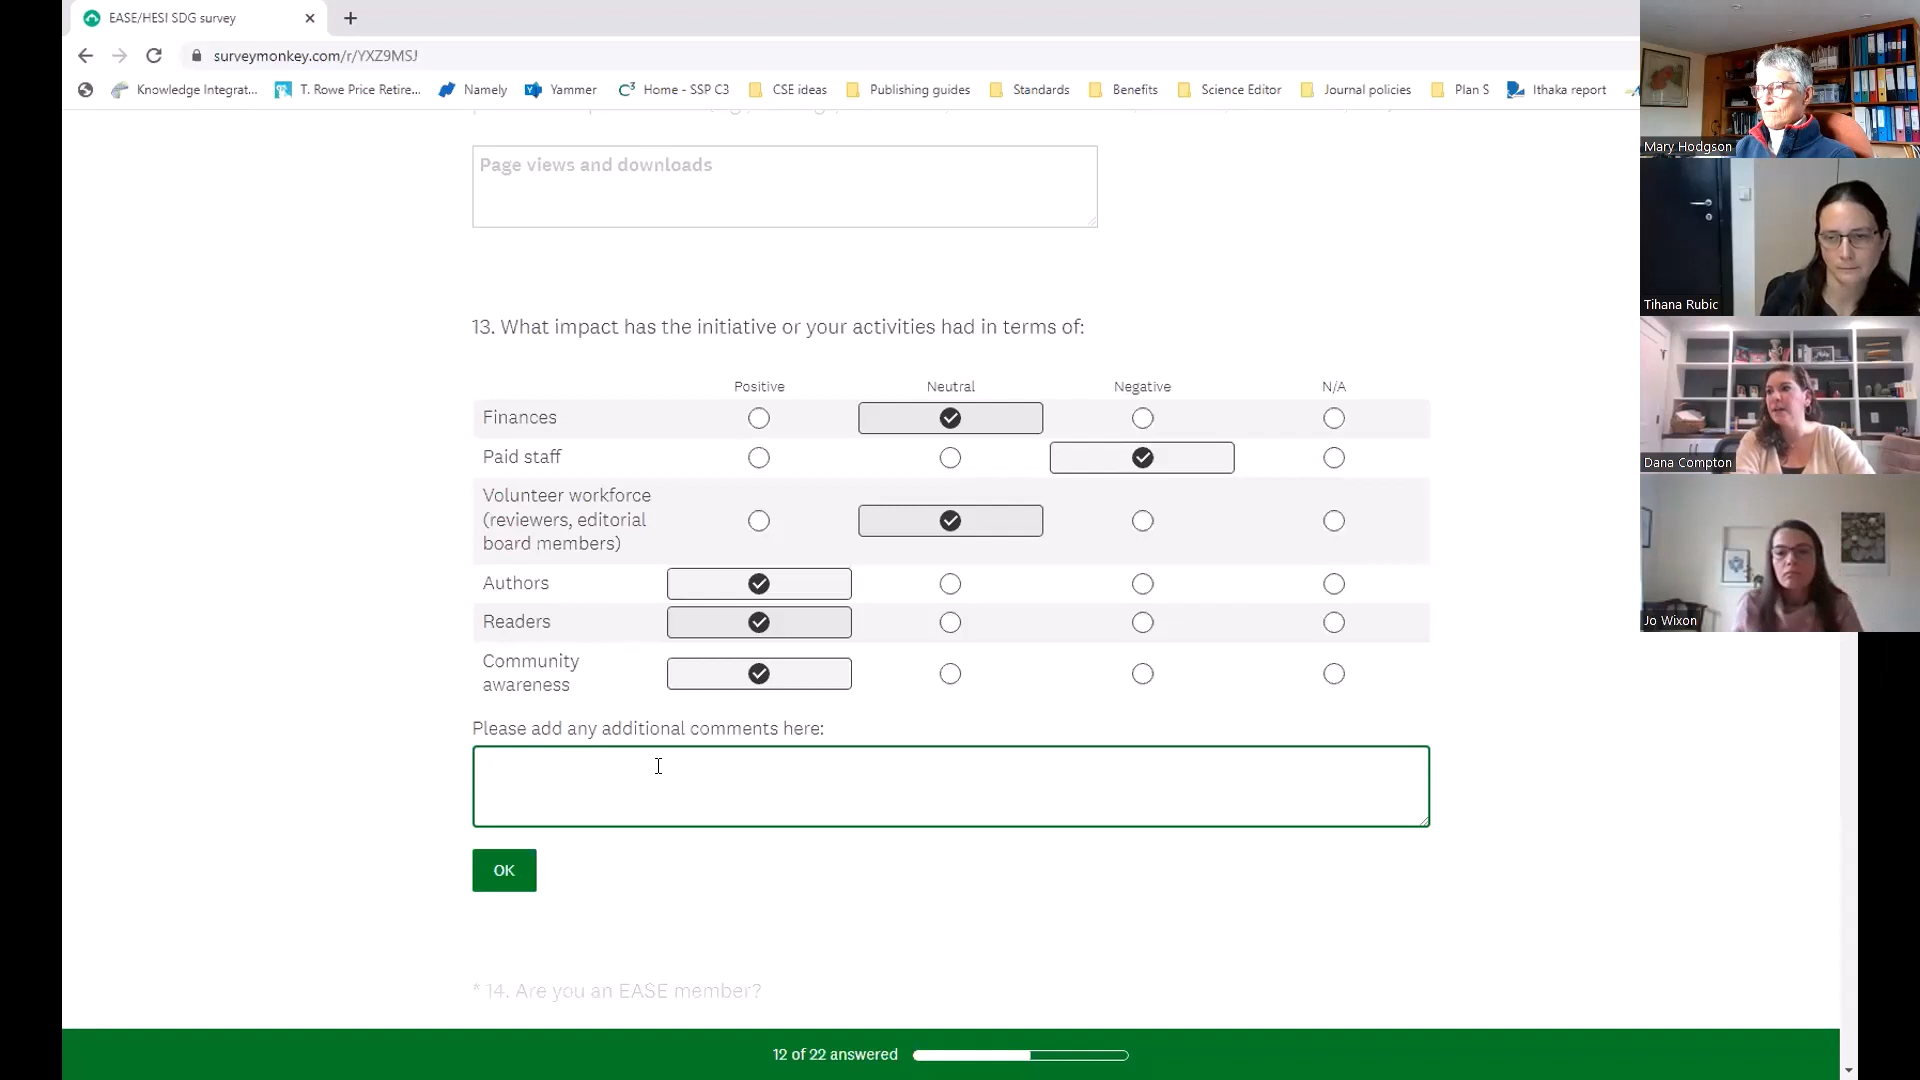 EASE/HESI SDG survey
surveymonkey.com/r/YXZ9MSJ
Knowledge Integrat... T. Rowe Price Retire... Namely Yammer Home - SSP C3 CSE ideas Publishing guides Standards Benefits Science Editor Journal policies Plan S Ithaka report
Page views and downloads
13. What impact has the initiative or your activities had in terms of:
Positive Neutral Negative N/A
Finances
Paid staff
Volunteer workforce
(reviewers, editorial
board members)
Authors
Readers
Community
awareness
Please add any additional comments here:
OK
* 14. Are you an EASE member?
12 of 22 answered
Mary Hodgson
Tihana Rubic
Dana Compton
Jo Wixon